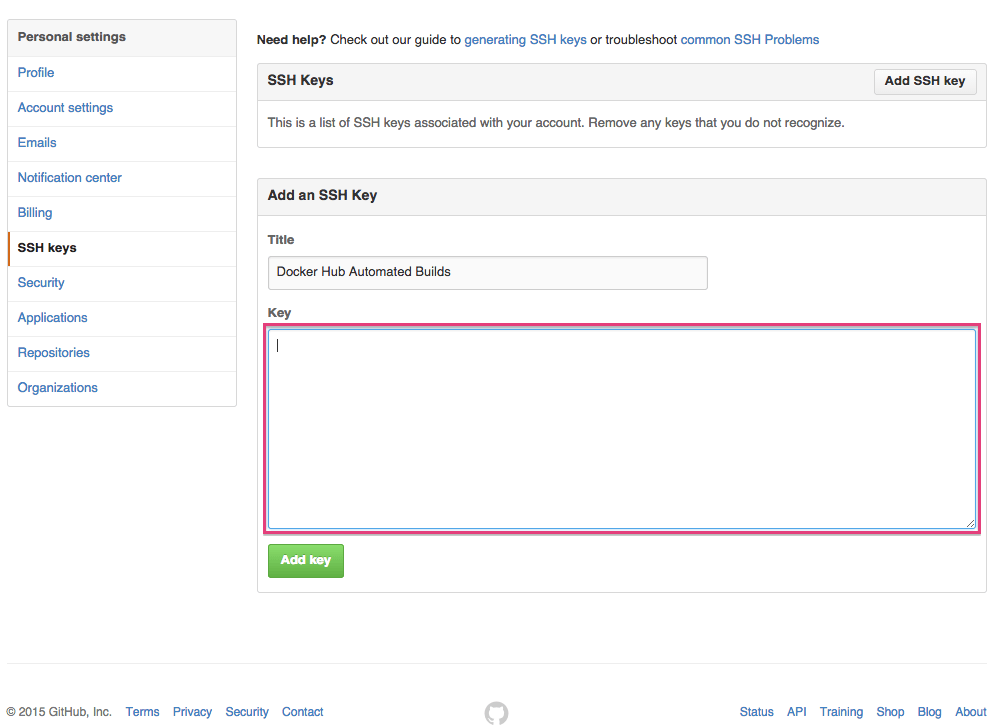 Personal settings
Profile
Account settings
Emails
Notification center
Billing
SSH keys
Security
Applications
Repositories
Organizations
Need help? Check out our guide to generating SSH keys or troubleshoot common SSH Problems
SSH Keys
Add SSH key
This is a list of SSH keys associated with your account. Remove any keys that you do not recognize.
Add an SSH Key
Title
Docker Hub Automated Builds
Key
Add key
© 2015 GitHub, Inc. Terms Privacy Security Contact
Status API Training Shop Blog About